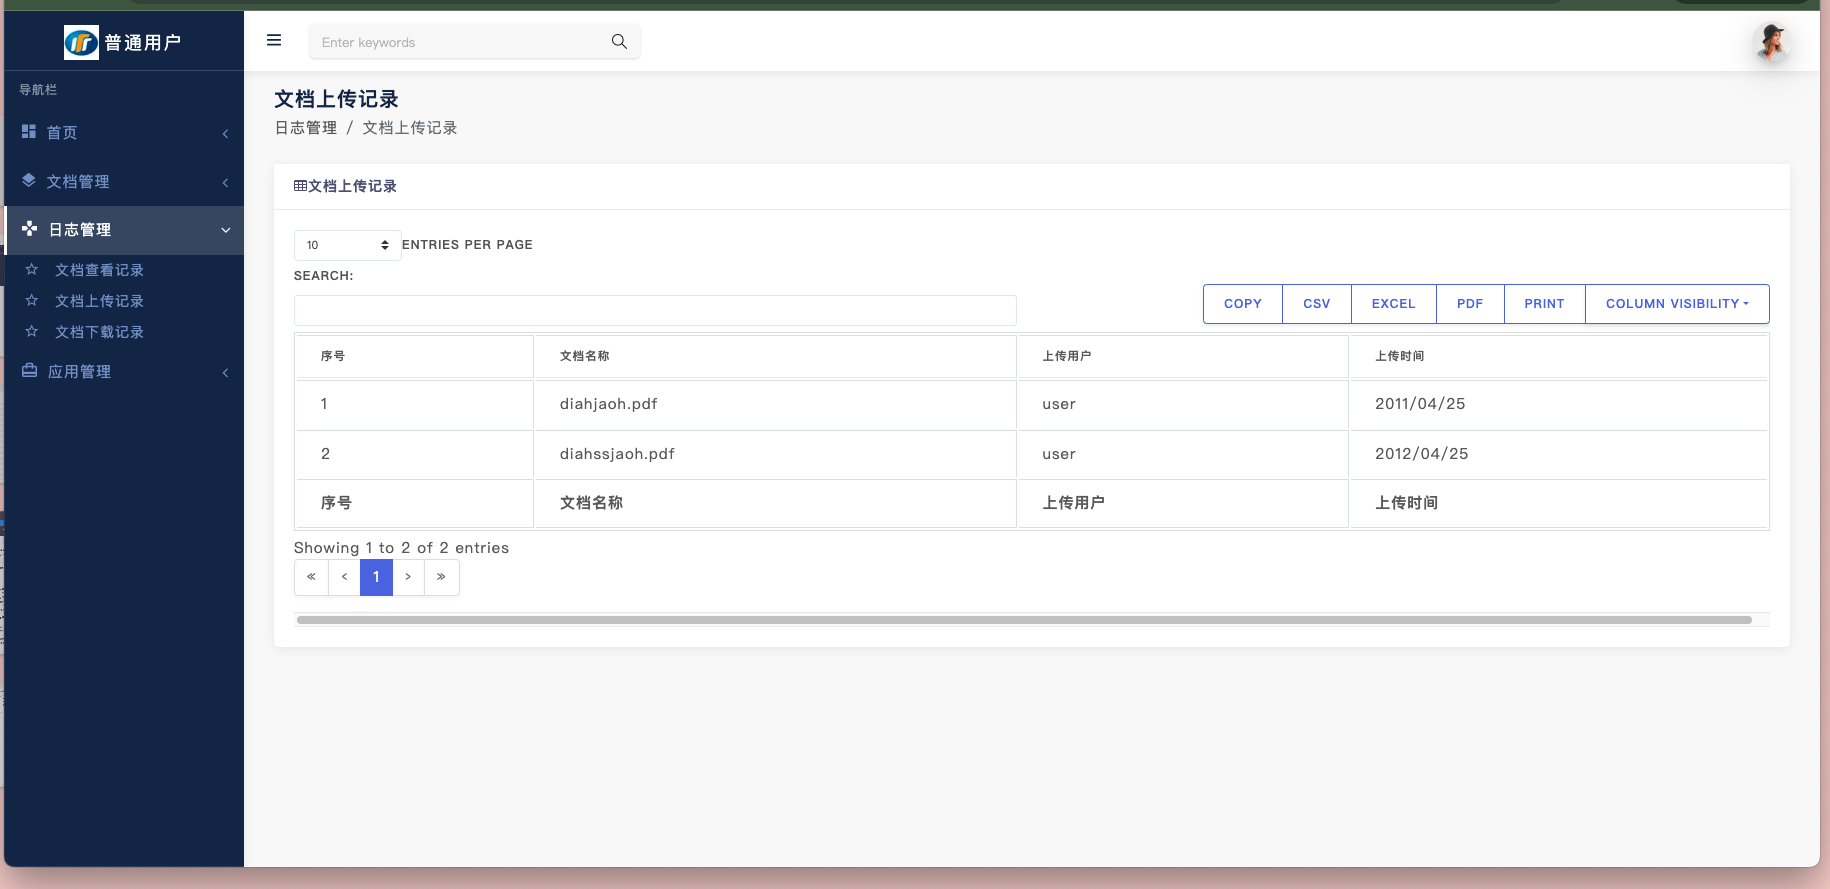 普通用户
Enter keywords
导航栏
首页
文档管理
日志管理
文档查看记录
文档上传记录
文档下载记录
应用管理
文档上传记录
日志管理 / 文档上传记录
文档上传记录
10 ENTRIES PER PAGE
SEARCH:
COPY CSV EXCEL PDF PRINT COLUMN VISIBILITY
序号 文档名称 上传用户 上传时间
1 diahjaoh.pdf user 2011/04/25
2 diahssjaoh.pdf user 2012/04/25
序号 文档名称 上传用户 上传时间
Showing 1 to 2 of 2 entries
« ‹ 1 › »